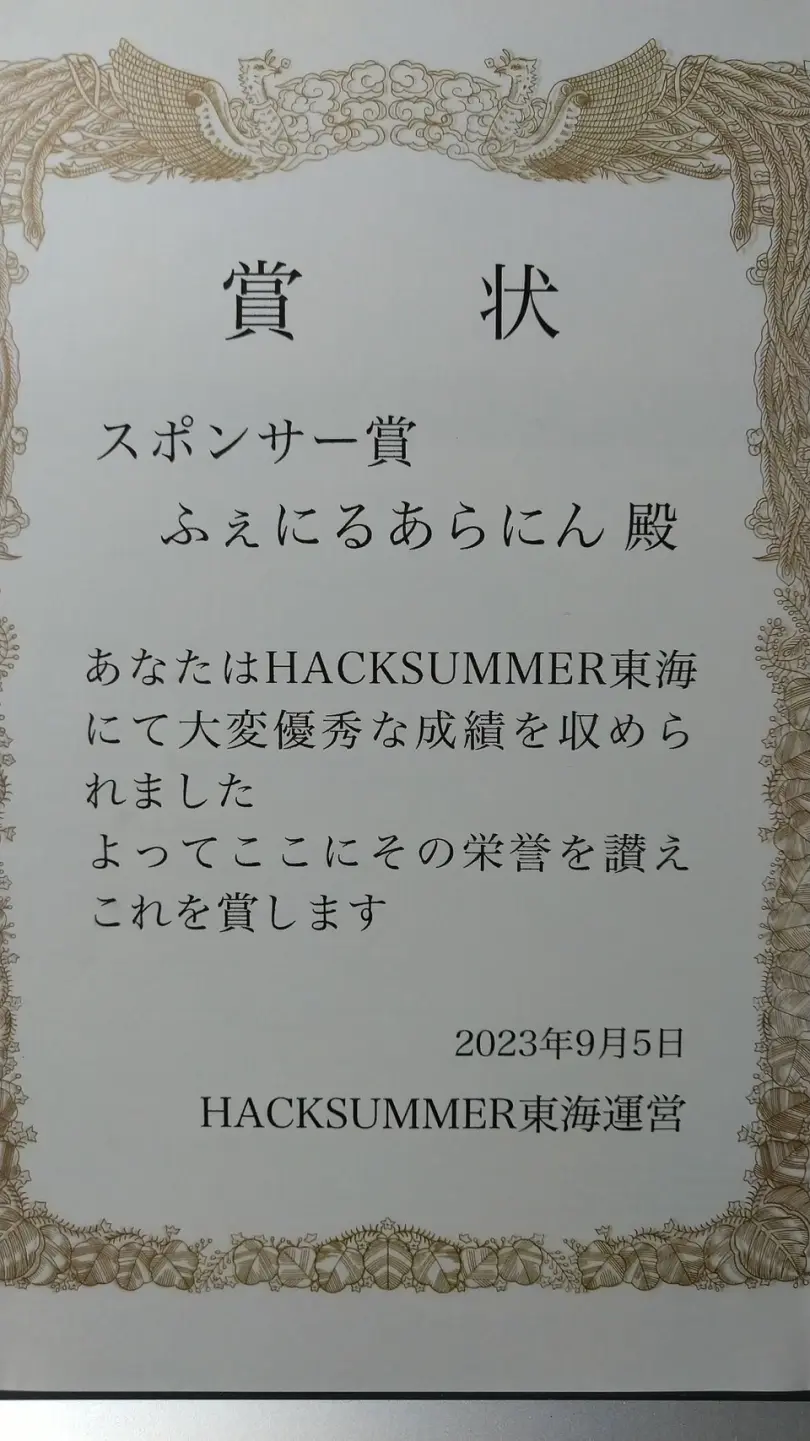 賞状
スポンサー賞
ふぇにるあらにん 殿
あなたはHACKSUMMER東海
にて大変優秀な成績を収めら
れました
よってここにその栄誉を讃え
これを賞します
2023年9月5日
HACKSUMMER東海運営